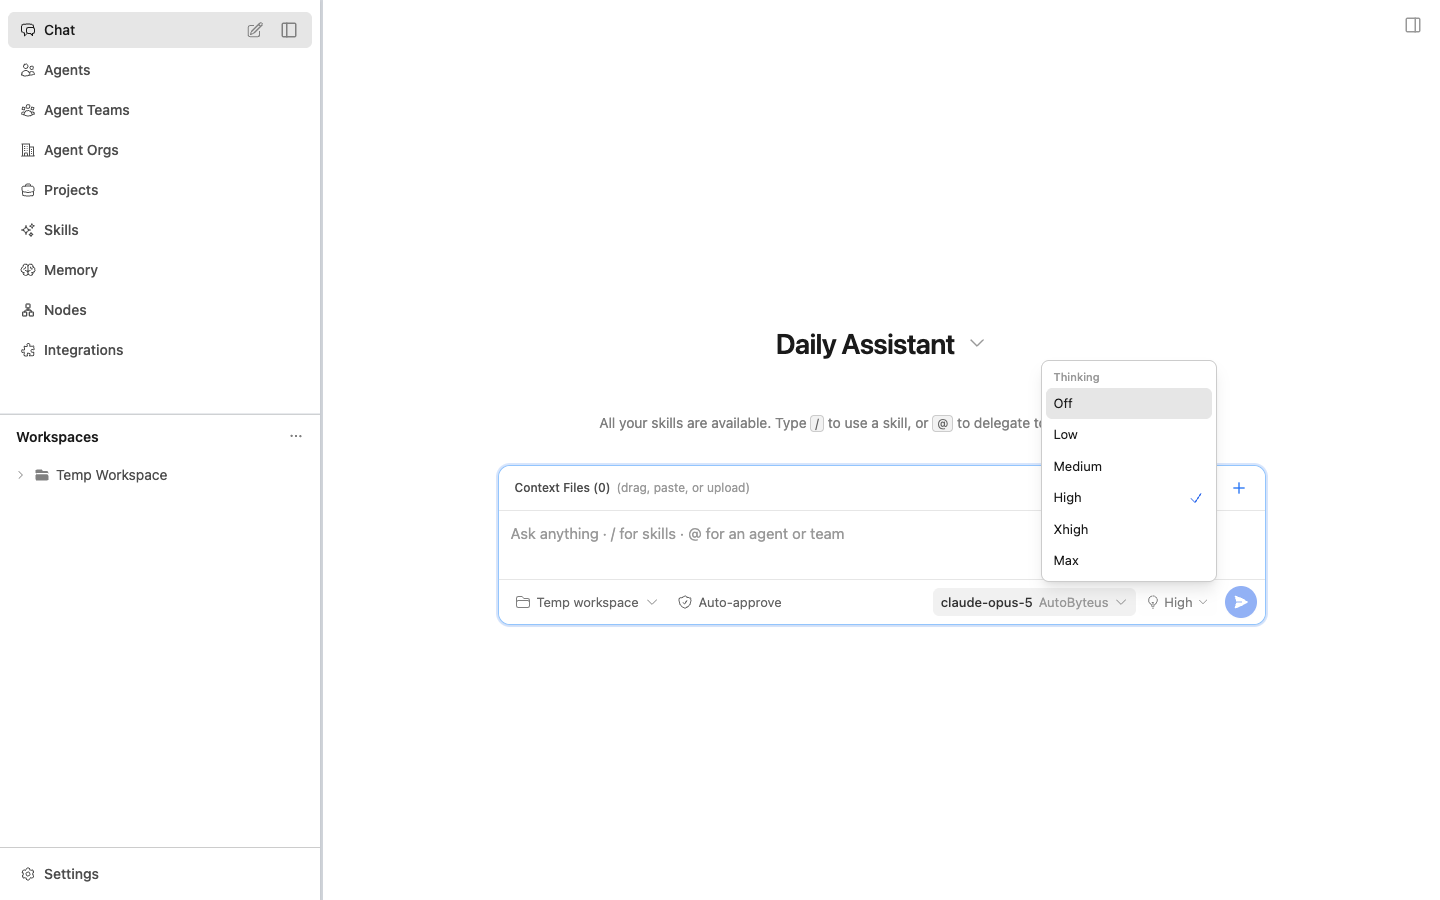 Chat
Agents
Agent Teams
Agent Orgs
Projects
Skills
Memory
Nodes
Integrations
Workspaces
Temp Workspace
Settings
Daily Assistant
All your skills are available. Type / to use a skill, or @ to delegate to
Context Files (0) (drag, paste, or upload)
Ask anything · / for skills · @ for an agent or team
Temp workspace
Auto-approve
claude-opus-5 AutoByteus
High
Thinking
Off
Low
Medium
High
Xhigh
Max